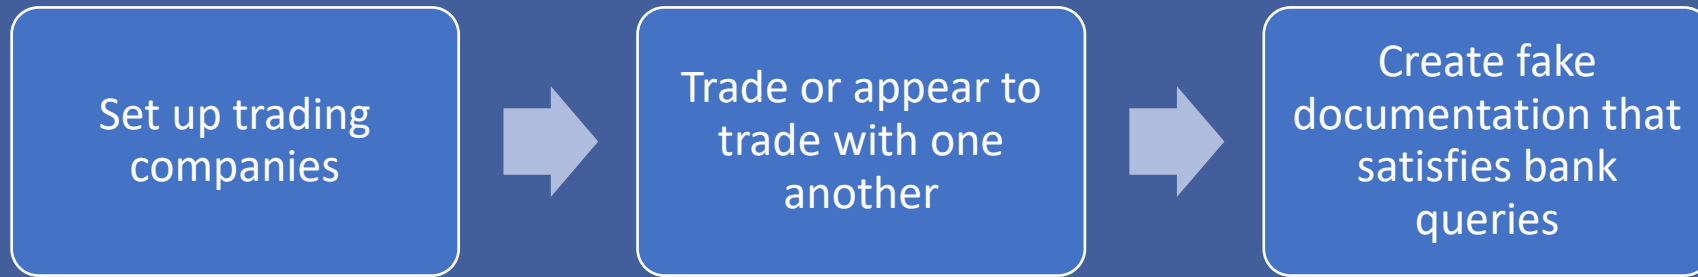 Set up trading
companies
Trade or appear to
trade with one
another
Create fake
documentation that
satisfies bank
queries